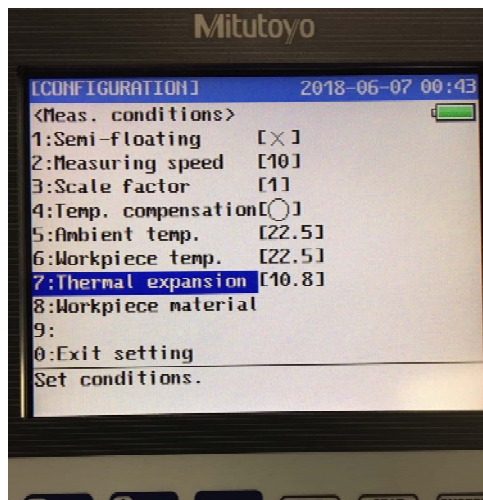 Mitutoyo
[CONFIGURATION] 2018-06-07 00:43
<Meas. conditions>
1:Semi-floating [×]
2:Measuring speed [10]
3:Scale factor [1]
4:Temp. compensation[◯]
5:Ambient temp. [22.5]
6:Workpiece temp. [22.5]
7:Thermal expansion [10.8]
8:Workpiece material
9:
0:Exit setting
Set conditions.